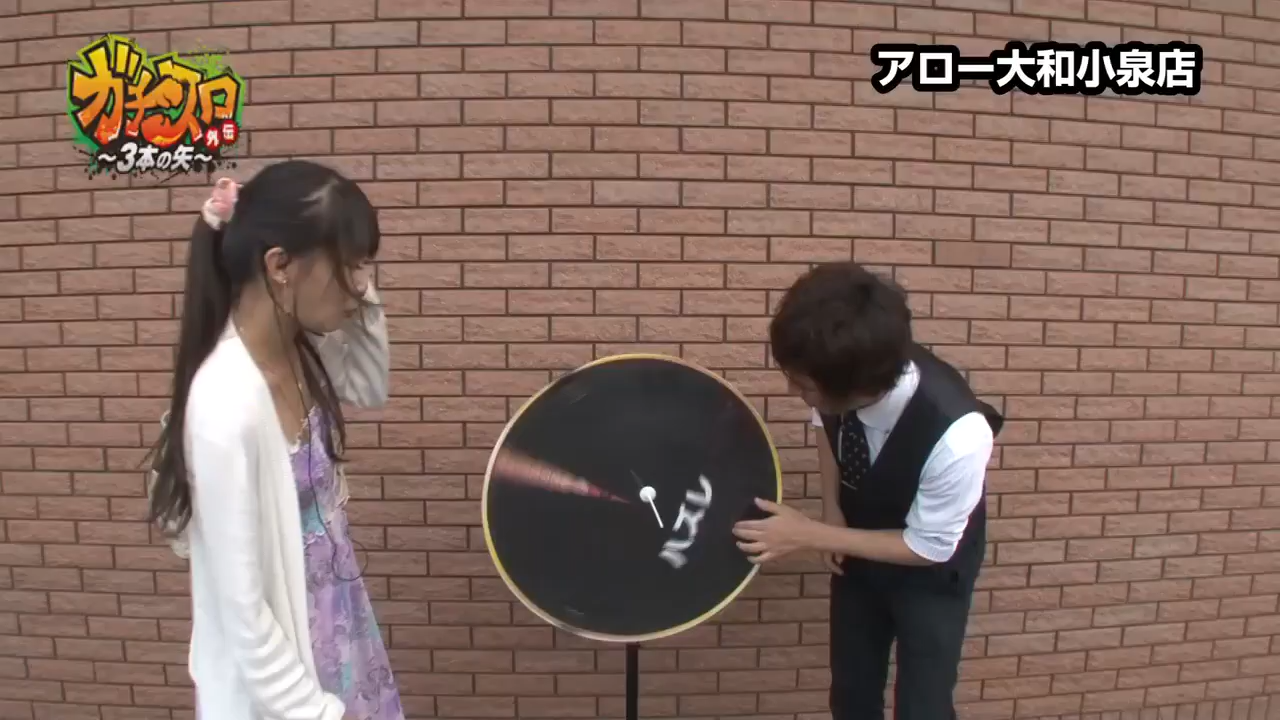 ガチスロ
外伝
～3本の矢～
アロー大和小泉店
ハズレ